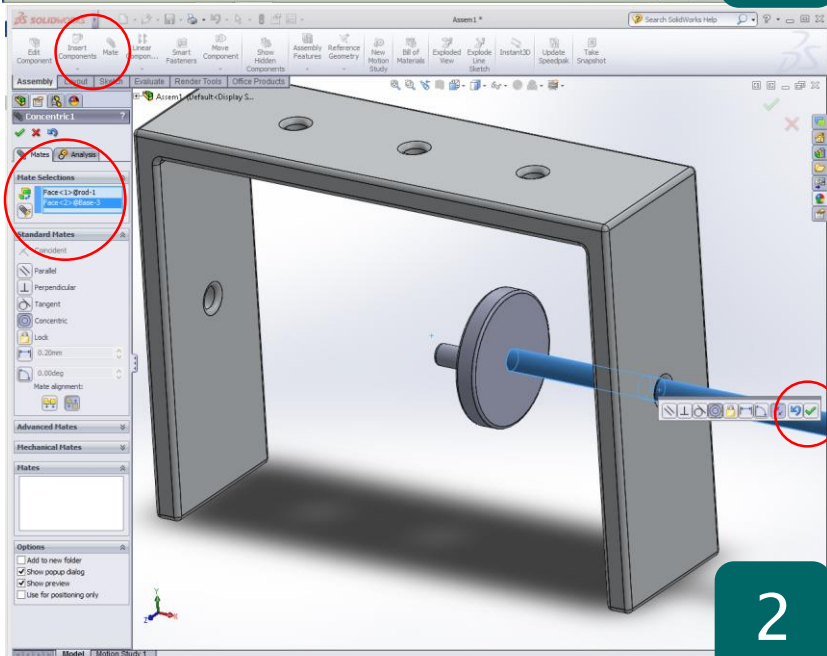 SOLIDWORKS
Assem1 *
Search SolidWorks Help
Edit Component
Insert Components
Mate
Linear Compon...
Smart Fasteners
Move Component
Show Hidden Components
Assembly Features
Reference Geometry
New Motion Study
Bill of Materials
Exploded View
Explode Line Sketch
Instant3D
Update Speedpak
Take Snapshot
Assembly Layout Sketch Evaluate Render Tools Office Products
Assem1 (Default<Display S...
Concentric1 ?
Mates Analysis
Mate Selections
Face<1>@rod-1
Face<2>@Base-3
Standard Mates
Coincident
Parallel
Perpendicular
Tangent
Concentric
Lock
0.20mm
0.00deg
Mate alignment:
Advanced Mates
Mechanical Mates
Mates
Options
Add to new folder
Show popup dialog
Show preview
Use for positioning only
Y
X
Z
Model Motion Study 1
2